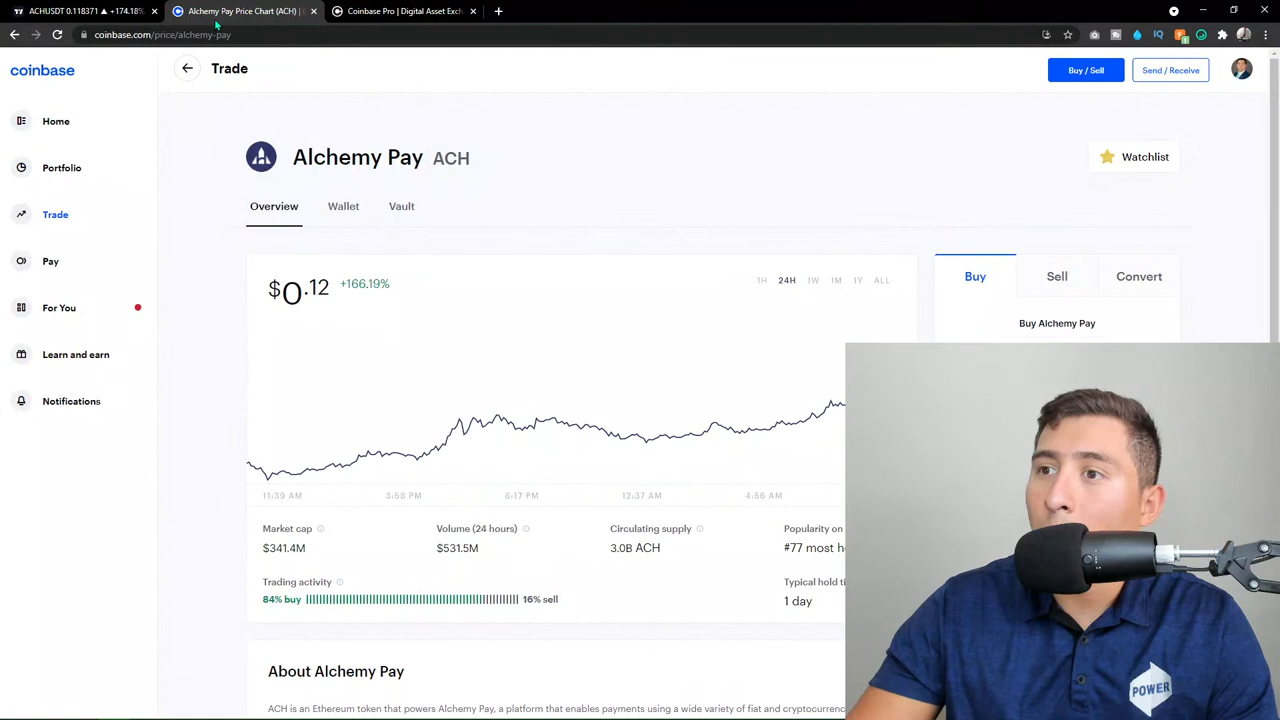 ACHUSDT 0.118371 ▲ +174.18%
Alchemy Pay Price Chart (ACH) |
Coinbase Pro | Digital Asset Exch
coinbase.com/price/alchemy-pay
coinbase
Trade
Buy / Sell
Send / Receive
Home
Portfolio
Trade
Pay
For You
Learn and earn
Notifications
Alchemy Pay ACH
Watchlist
Overview Wallet Vault
$0.12 +166.19%
1H 24H 1W 1M 1Y ALL
Buy Sell Convert
Buy Alchemy Pay
11:39 AM 3:58 PM 8:17 PM 12:37 AM 4:56 AM
Market cap Volume (24 hours) Circulating supply Popularity on
$341.4M $531.5M 3.0B ACH #77 most h
Trading activity Typical hold ti
84% buy 16% sell 1 day
About Alchemy Pay
ACH is an Ethereum token that powers Alchemy Pay, a platform that enables payments using a wide variety of fiat and cryptocurrenc
POWER